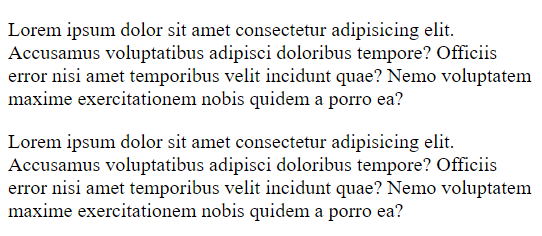 Lorem ipsum dolor sit amet consectetur adipisicing elit.
Accusamus voluptatibus adipisci doloribus tempore? Officiis
error nisi amet temporibus velit incidunt quae? Nemo voluptatem
maxime exercitationem nobis quidem a porro ea?
Lorem ipsum dolor sit amet consectetur adipisicing elit.
Accusamus voluptatibus adipisci doloribus tempore? Officiis
error nisi amet temporibus velit incidunt quae? Nemo voluptatem
maxime exercitationem nobis quidem a porro ea?